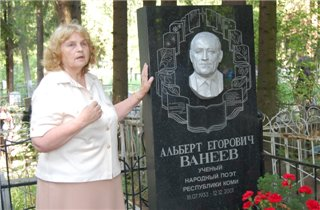 АЛЬБЕРТ ЕГОРОВИЧ
ВАНЕЕВ
УЧЕНЫЙ
НАРОДНЫЙ ПОЭТ
РЕСПУБЛИКИ КОМИ